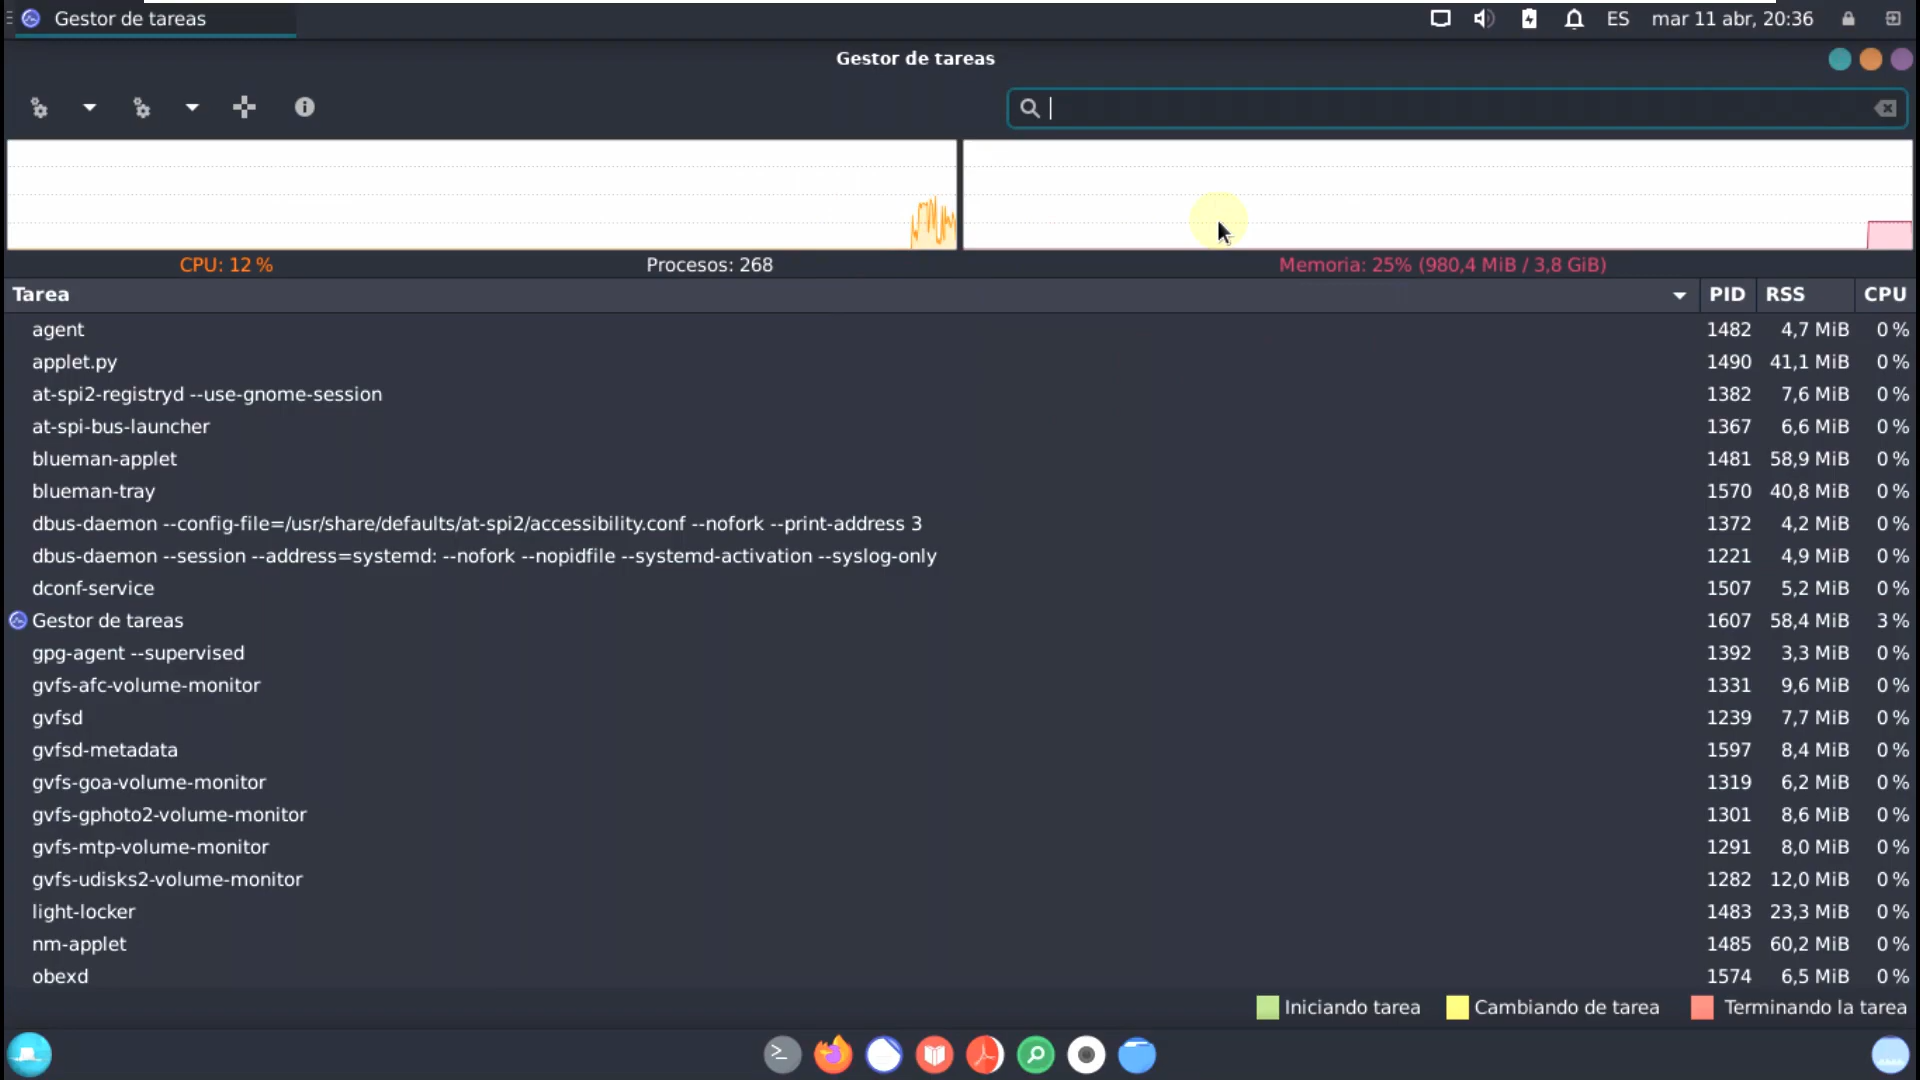 Gestor de tareas
ES
mar 11 abr, 20:36
Gestor de tareas
CPU: 12 %
Procesos: 268
Memoria: 25% (980,4 MiB / 3,8 GiB)
Tarea PID RSS CPU
agent 1482 4,7 MiB 0 %
applet.py 1490 41,1 MiB 0 %
at-spi2-registryd --use-gnome-session 1382 7,6 MiB 0 %
at-spi-bus-launcher 1367 6,6 MiB 0 %
blueman-applet 1481 58,9 MiB 0 %
blueman-tray 1570 40,8 MiB 0 %
dbus-daemon --config-file=/usr/share/defaults/at-spi2/accessibility.conf --nofork --print-address 3 1372 4,2 MiB 0 %
dbus-daemon --session --address=systemd: --nofork --nopidfile --systemd-activation --syslog-only 1221 4,9 MiB 0 %
dconf-service 1507 5,2 MiB 0 %
Gestor de tareas 1607 58,4 MiB 3 %
gpg-agent --supervised 1392 3,3 MiB 0 %
gvfs-afc-volume-monitor 1331 9,6 MiB 0 %
gvfsd 1239 7,7 MiB 0 %
gvfsd-metadata 1597 8,4 MiB 0 %
gvfs-goa-volume-monitor 1319 6,2 MiB 0 %
gvfs-gphoto2-volume-monitor 1301 8,6 MiB 0 %
gvfs-mtp-volume-monitor 1291 8,0 MiB 0 %
gvfs-udisks2-volume-monitor 1282 12,0 MiB 0 %
light-locker 1483 23,3 MiB 0 %
nm-applet 1485 60,2 MiB 0 %
obexd 1574 6,5 MiB 0 %
Iniciando tarea
Cambiando de tarea
Terminando la tarea